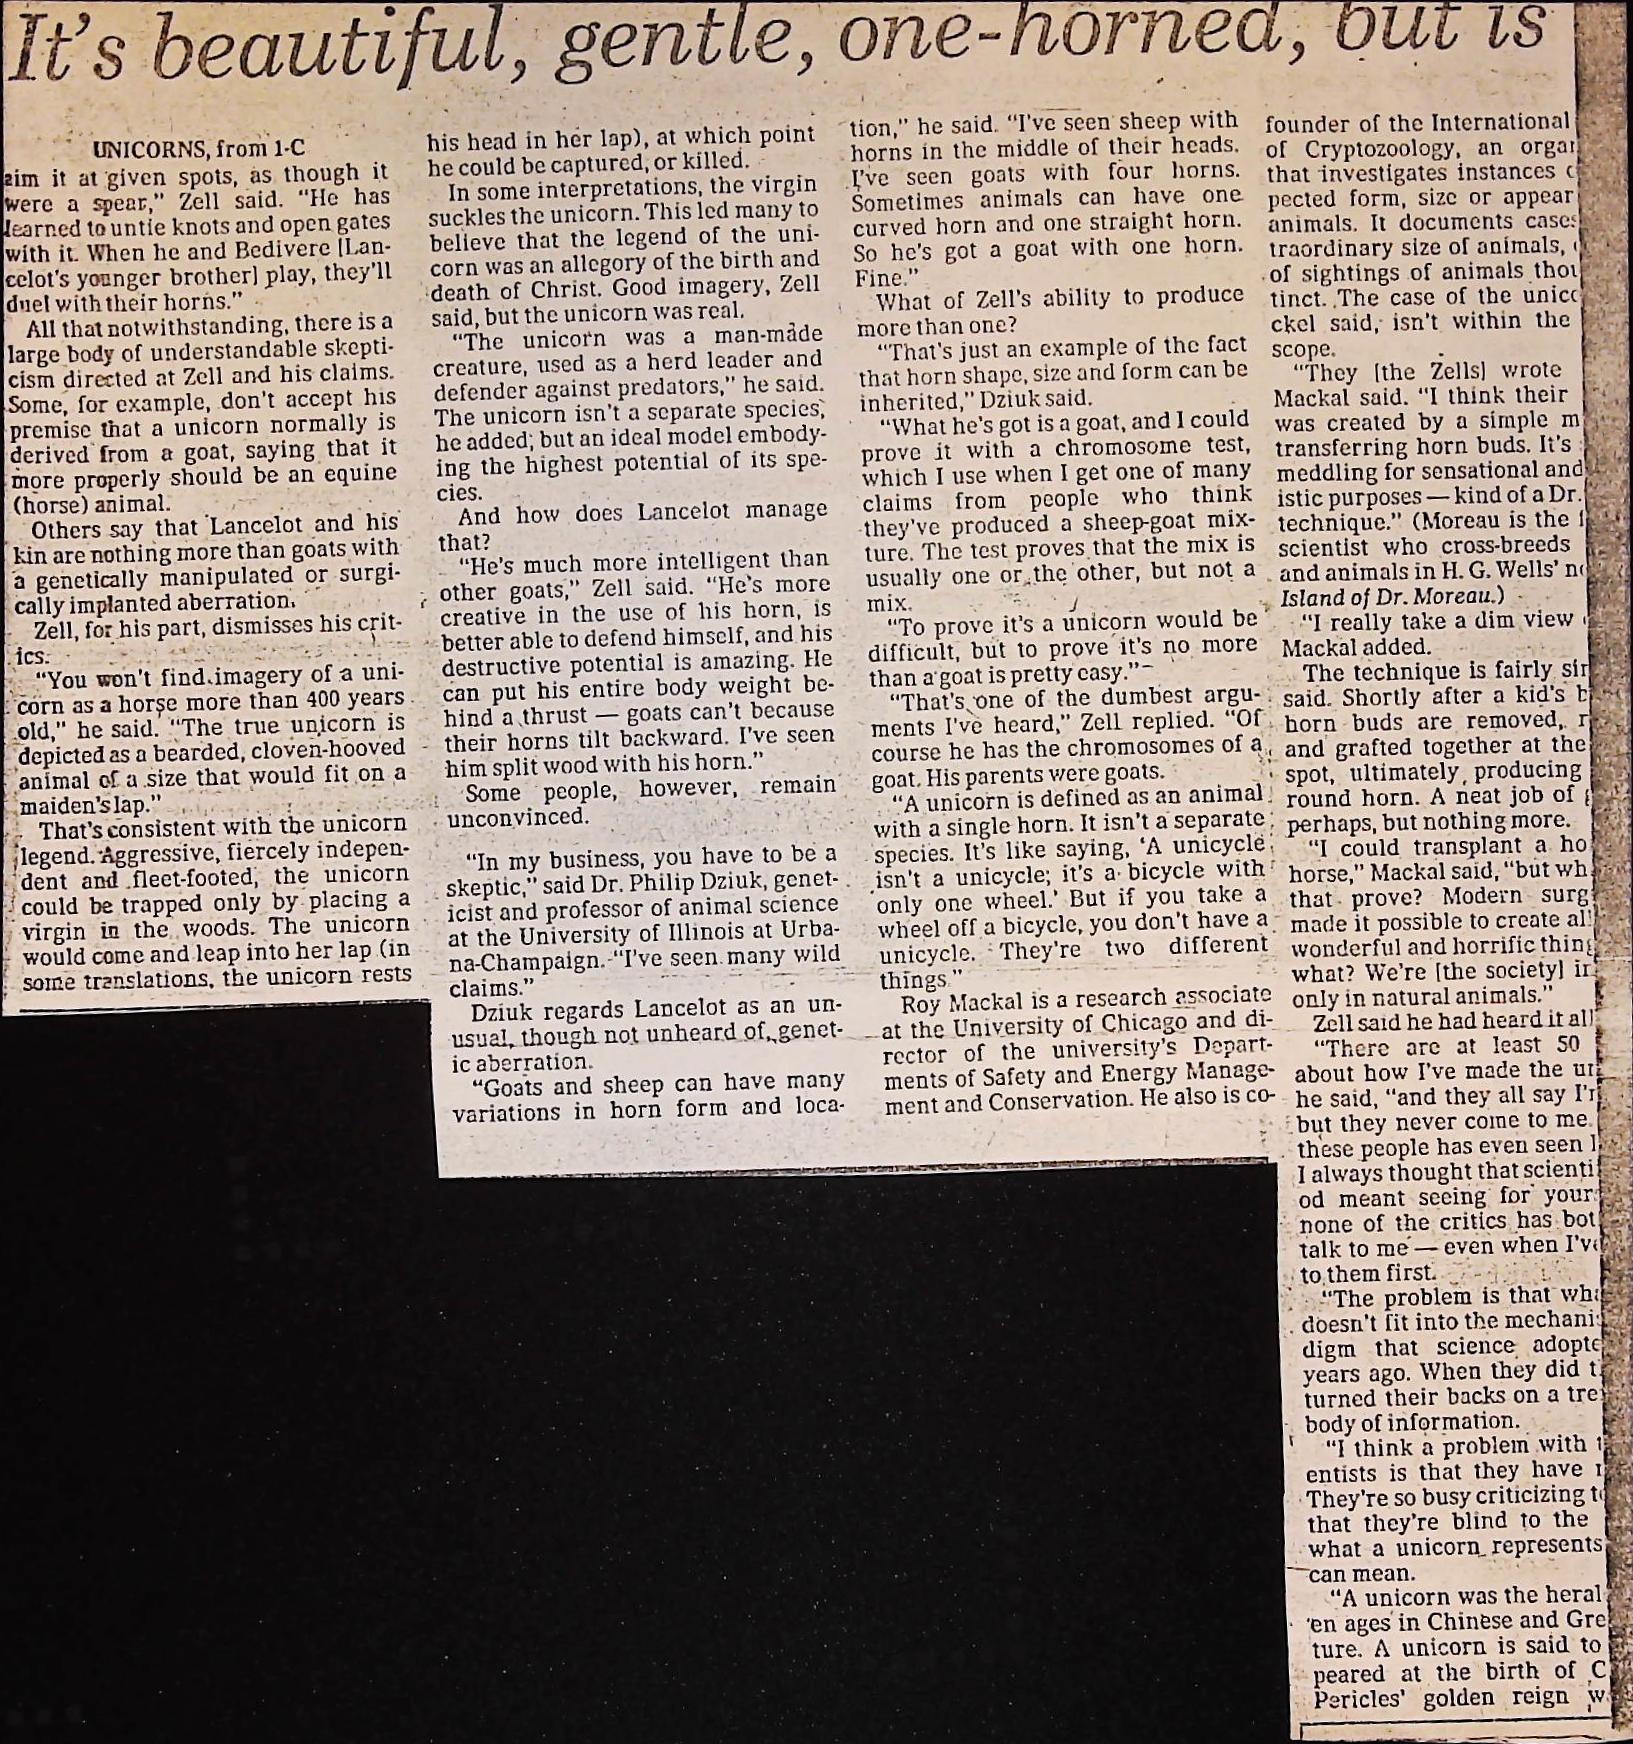 It's beautiful, gentle, one-horned, but is
UNICORNS, from 1-C
aim it at given spots, as though it
were a spear," Zell said. "He has
learned to untie knots and open gates
with it. When he and Bedivere [Lan-
celot's younger brother] play, they'll
duel with their horns."
All that notwithstanding, there is a
large body of understandable skepti-
cism directed at Zell and his claims.
Some, for example, don't accept his
premise that a unicorn normally is
derived from a goat, saying that it
more properly should be an equine
(horse) animal.
Others say that Lancelot and his
kin are nothing more than goats with
a genetically manipulated or surgi-
cally implanted aberration.
Zell, for his part, dismisses his crit-
ics.
"You won't find imagery of a uni-
corn as a horse more than 400 years
old," he said. "The true unicorn is
depicted as a bearded, cloven-hooved
animal of a size that would fit on a
maiden's lap."
That's consistent with the unicorn
legend. Aggressive, fiercely indepen-
dent and fleet-footed, the unicorn
could be trapped only by placing a
virgin in the woods. The unicorn
would come and leap into her lap (in
some translations, the unicorn rests
his head in her lap), at which point
he could be captured, or killed.
In some interpretations, the virgin
suckles the unicorn. This led many to
believe that the legend of the uni-
corn was an allegory of the birth and
death of Christ. Good imagery, Zell
said, but the unicorn was real.
"The unicorn was a man-made
creature, used as a herd leader and
defender against predators," he said.
The unicorn isn't a separate species,
he added, but an ideal model embody-
ing the highest potential of its spe-
cies.
And how does Lancelot manage
that?
"He's much more intelligent than
other goats," Zell said. "He's more
creative in the use of his horn, is
better able to defend himself, and his
destructive potential is amazing. He
can put his entire body weight be-
hind a thrust — goats can't because
their horns tilt backward. I've seen
him split wood with his horn."
Some people, however, remain
unconvinced.
"In my business, you have to be a
skeptic," said Dr. Philip Dziuk, genet-
icist and professor of animal science
at the University of Illinois at Urba-
na-Champaign. "I've seen many wild
claims."
Dziuk regards Lancelot as an un-
usual, though not unheard of, genet-
ic aberration.
"Goats and sheep can have many
variations in horn form and loca-
tion," he said. "I've seen sheep with
horns in the middle of their heads.
I've seen goats with four horns.
Sometimes animals can have one
curved horn and one straight horn.
So he's got a goat with one horn.
Fine."
What of Zell's ability to produce
more than one?
"That's just an example of the fact
that horn shape, size and form can be
inherited," Dziuk said.
"What he's got is a goat, and I could
prove it with a chromosome test,
which I use when I get one of many
claims from people who think
they've produced a sheep-goat mix-
ture. The test proves that the mix is
usually one or the other, but not a
mix.
"To prove it's a unicorn would be
difficult, but to prove it's no more
than a goat is pretty easy."
"That's one of the dumbest argu-
ments I've heard," Zell replied. "Of
course he has the chromosomes of a
goat. His parents were goats.
"A unicorn is defined as an animal
with a single horn. It isn't a separate
species. It's like saying, 'A unicycle
isn't a unicycle; it's a bicycle with
only one wheel.' But if you take a
wheel off a bicycle, you don't have a
unicycle. They're two different
things."
Roy Mackal is a research associate
at the University of Chicago and di-
rector of the university's Depart-
ments of Safety and Energy Manage-
ment and Conservation. He also is co-
founder of the International
of Cryptozoology, an organ
that investigates instances
pected form, size or appear
animals. It documents cases
traordinary size of animals,
of sightings of animals thou
tinct. The case of the unico
ckel said, isn't within the
scope.
"They [the Zells] wrote
Mackal said. "I think their
was created by a simple m
transferring horn buds. It's
meddling for sensational and
istic purposes — kind of a Dr.
technique." (Moreau is the f
scientist who cross-breeds
and animals in H. G. Wells' no
Island of Dr. Moreau.)
"I really take a dim view
Mackal added.
The technique is fairly sim
said. Shortly after a kid's b
horn buds are removed, r
and grafted together at the
spot, ultimately producing
round horn. A neat job of
perhaps, but nothing more.
"I could transplant a ho
horse," Mackal said, "but wh
that prove? Modern surg
made it possible to create al
wonderful and horrific thing
what? We're [the society] in
only in natural animals."
Zell said he had heard it all
"There are at least 50
about how I've made the un
he said, "and they all say I'
but they never come to me.
these people has even seen
I always thought that scienti
od meant seeing for your
none of the critics has bot
talk to me — even when I've
to them first.
"The problem is that wha
doesn't fit into the mechanis
digm that science adopte
years ago. When they did t
turned their backs on a tre
body of information.
"I think a problem with t
entists is that they have
They're so busy criticizing t
that they're blind to the
what a unicorn represents
can mean.
"A unicorn was the heral
en ages in Chinese and Gre
ture. A unicorn is said to
peared at the birth of C
Pericles' golden reign w